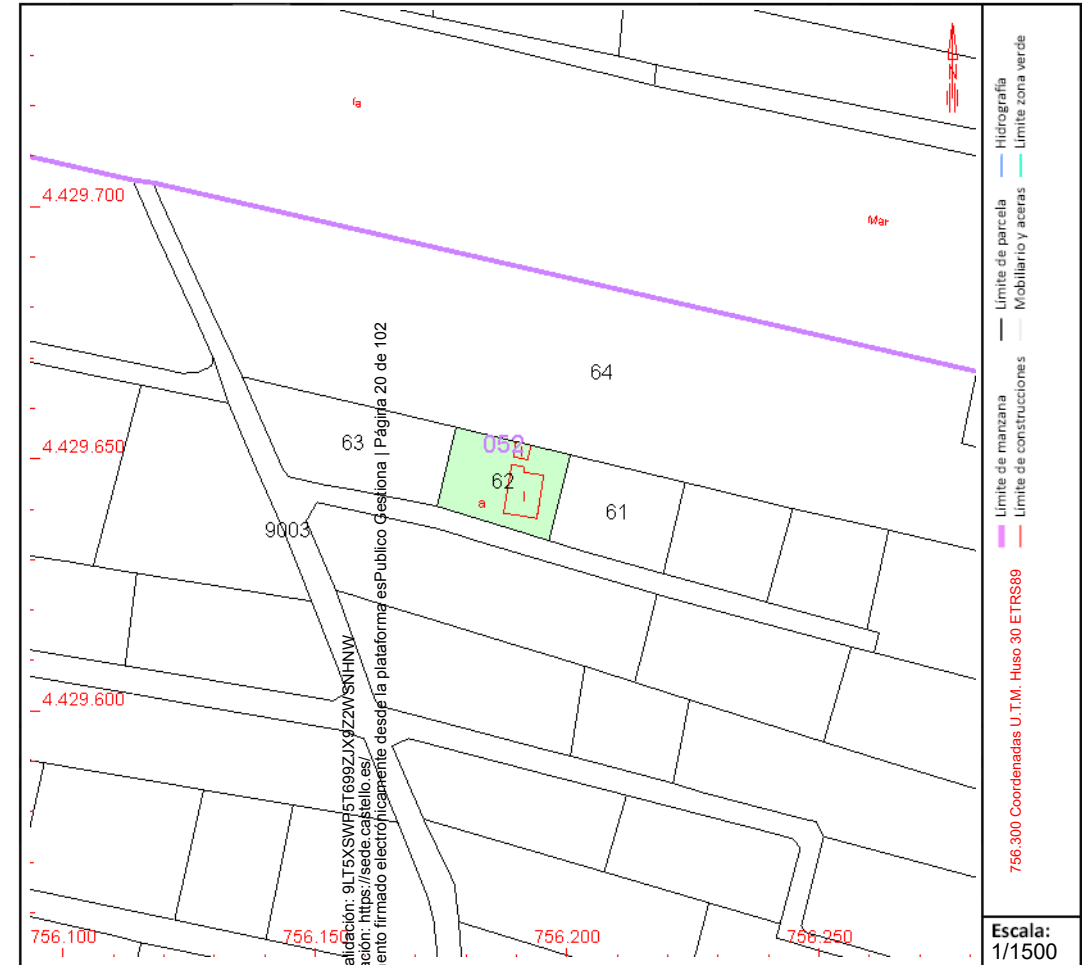 4.429.700
4.429.650
4.429.600
756.100
756.150
756.200
756.250
Mar
64
63
052
62
a
I
61
9003
alidación: 9LT5XSWP5T699ZJX9Z2WSNHNW
ación: https://sede.castello.es/
mento firmado electrónicamente desde la plataforma esPublico Gestiona | Página 20 de 102
756.300 Coordenadas U.T.M. Huso 30 ETRS89
Límite de manzana
Límite de construcciones
Límite de parcela
Mobiliario y aceras
Hidrografía
Límite zona verde
Escala:
1/1500